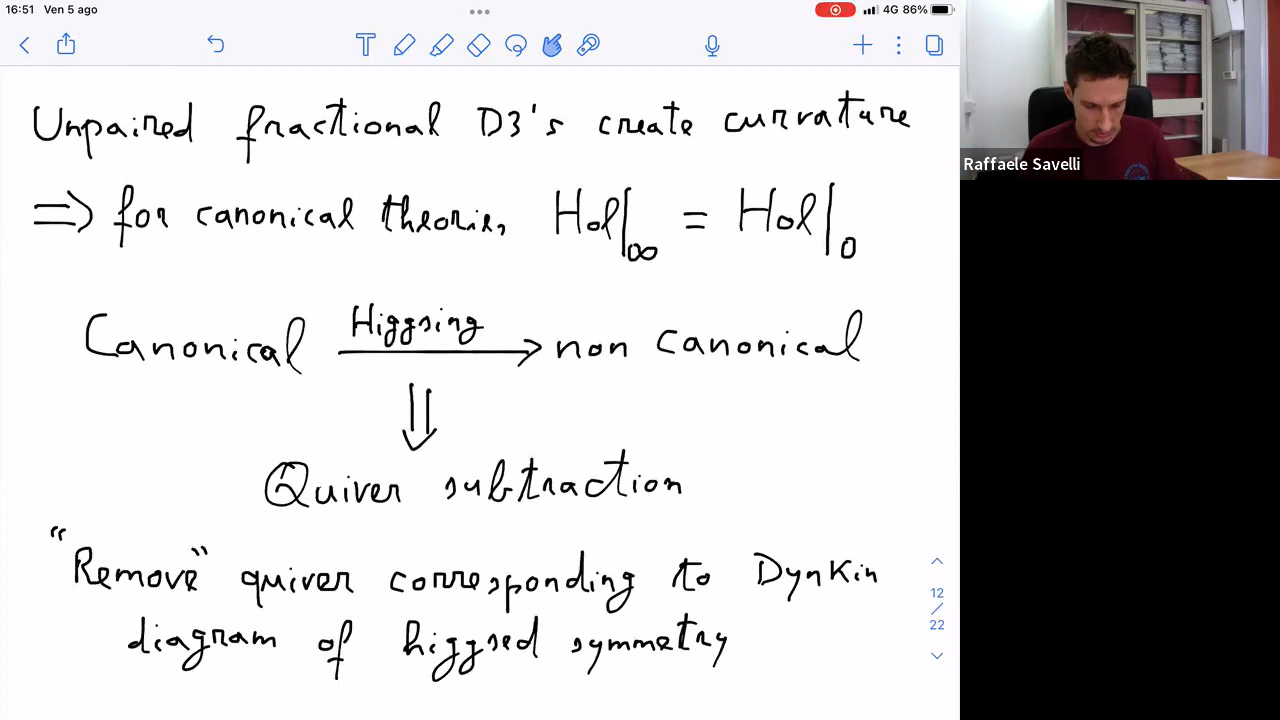 16:51 Ven 5 ago
4G 86%
Unpaired fractional D3's create curvature
⟹ for canonical theories Hol|∞ = Hol|0
Higgsing
Canonical ⟶ non canonical
⇓
Quiver subtraction
"Remove" quiver corresponding to Dynkin
diagram of higgsed symmetry
12
/
22
Raffaele Savelli